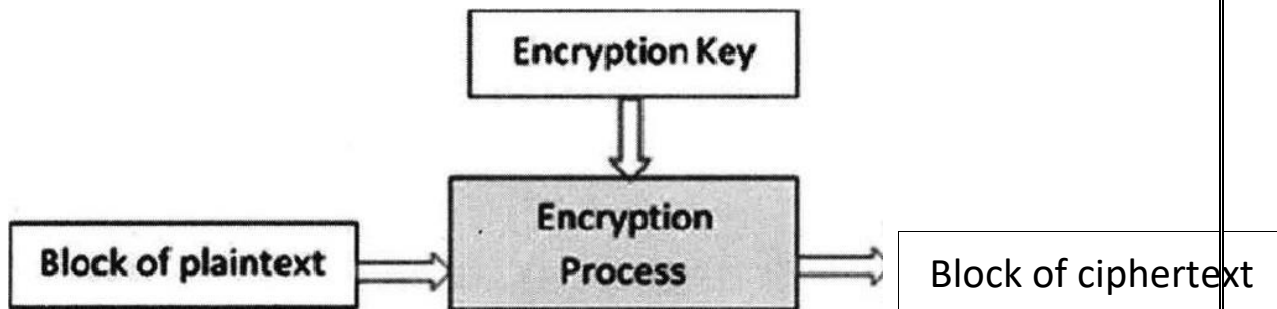 Encryption Key
Block of plaintext
Encryption
Process
Block of ciphertext